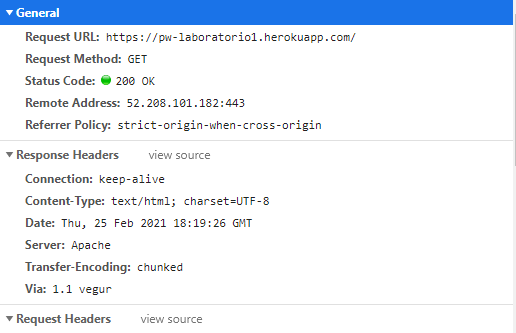 General
Request URL: https://pw-laboratorio1.herokuapp.com/
Request Method: GET
Status Code: 200 OK
Remote Address: 52.208.101.182:443
Referrer Policy: strict-origin-when-cross-origin
Response Headers view source
Connection: keep-alive
Content-Type: text/html; charset=UTF-8
Date: Thu, 25 Feb 2021 18:19:26 GMT
Server: Apache
Transfer-Encoding: chunked
Via: 1.1 vegur
Request Headers view source